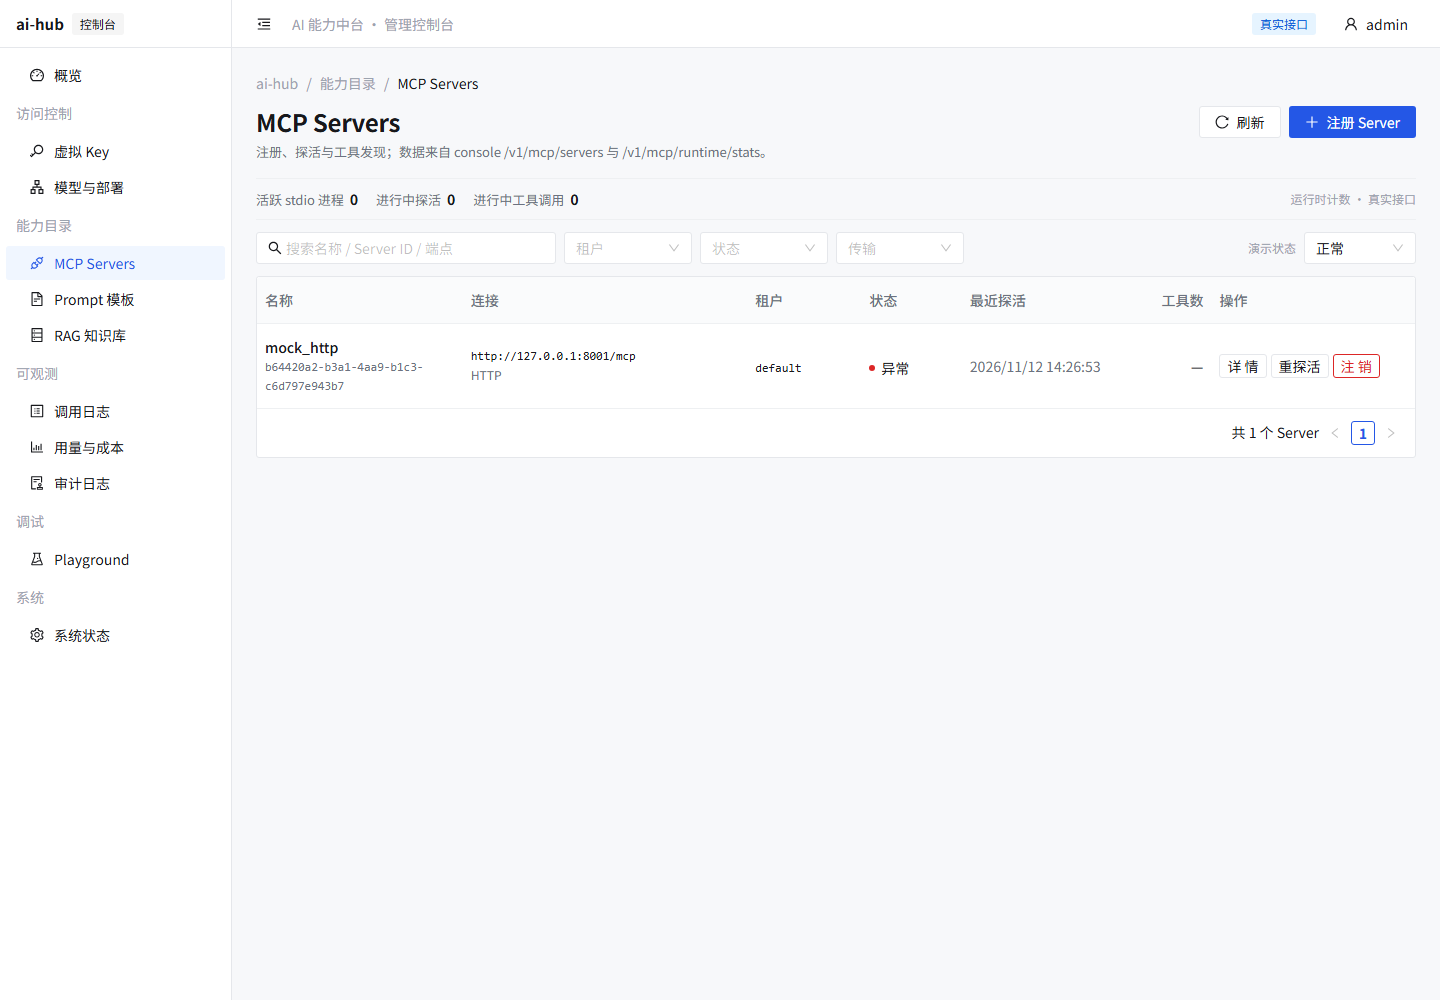 ai-hub 控制台
AI 能力中台 • 管理控制台
真实接口
admin
概览
访问控制
虚拟 Key
模型与部署
能力目录
MCP Servers
Prompt 模板
RAG 知识库
可观测
调用日志
用量与成本
审计日志
调试
Playground
系统
系统状态
ai-hub / 能力目录 / MCP Servers
MCP Servers
注册、探活与工具发现；数据来自 console /v1/mcp/servers 与 /v1/mcp/runtime/stats。
刷新
注册 Server
活跃 stdio 进程 0 进行中探活 0 进行中工具调用 0
运行时计数 • 真实接口
搜索名称 / Server ID / 端点
租户
状态
传输
演示状态 正常
名称 连接 租户 状态 最近探活 工具数 操作
mock_http
b64420a2-b3a1-4aa9-b1c3-
c6d797e943b7
http://127.0.0.1:8001/mcp
HTTP
default
异常
2026/11/12 14:26:53
—
详 情 重探活 注 销
共 1 个 Server < 1 >